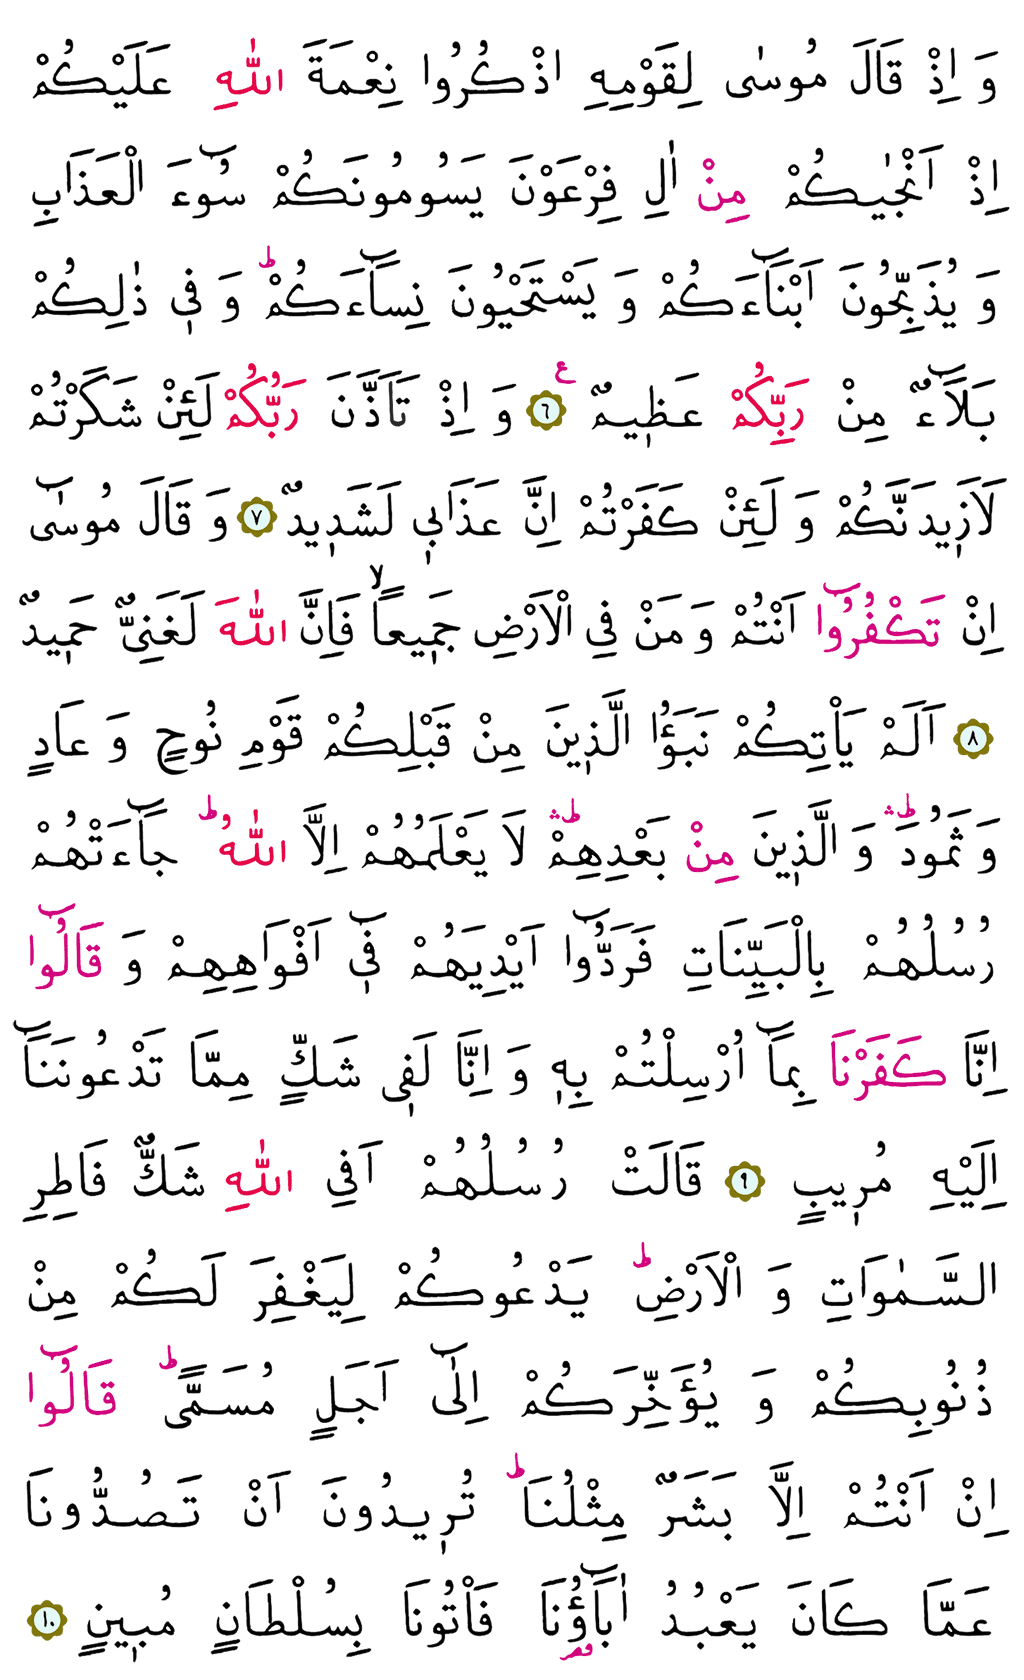 وَ اِذْ قَالَ مُوسٰى لِقَوْمِهِ اذْكُرُوا نِعْمَةَ اللّٰهِ عَلَيْكُمْ
اِذْ اَنْجٰيكُمْ مِنْ اٰلِ فِرْعَوْنَ يَسُومُونَكُمْ سُٓوءَ الْعَذَابِ
وَ يُذَبِّحُونَ اَبْنَٓاءَكُمْ وَ يَسْتَحْيُونَ نِسَٓاءَكُمْۜ وَ فٖي ذٰلِكُمْ
بَلَٓاءٌ مِنْ رَبِّكُمْ عَظٖيمٌ ﴿٦﴾ ع وَ اِذْ تَاَذَّنَ رَبُّكُمْ لَئِنْ شَكَرْتُمْ
لَاَزٖيدَنَّكُمْ وَ لَئِنْ كَفَرْتُمْ اِنَّ عَذَابٖي لَشَدٖيدٌ ﴿٧﴾ وَ قَالَ مُوسٰٓى
اِنْ تَكْفُرُٓوا اَنْتُمْ وَ مَنْ فِي الْاَرْضِ جَمٖيعاًۙ فَاِنَّ اللّٰهَ لَغَنِيٌّ حَمٖيدٌ
﴿٨﴾ اَلَمْ يَاْتِكُمْ نَبَؤُا الَّذٖينَ مِنْ قَبْلِكُمْ قَوْمِ نُوحٍ وَ عَادٍ
وَ ثَمُودَۛ وَ الَّذٖينَ مِنْ بَعْدِهِمْۛ لَا يَعْلَمُهُمْ اِلَّا اللّٰهُۜ جَٓاءَتْهُمْ
رُسُلُهُمْ بِالْبَيِّنَاتِ فَرَدُّٓوا اَيْدِيَهُمْ فٖٓي اَفْوَاهِهِمْ وَ قَالُٓوا
اِنَّا كَفَرْنَا بِمَٓا اُرْسِلْتُمْ بِهٖ وَ اِنَّا لَفٖي شَكٍّ مِمَّا تَدْعُونَنَٓا
اِلَيْهِ مُرٖيبٍ ﴿٩﴾ قَالَتْ رُسُلُهُمْ اَفِي اللّٰهِ شَكٌّ فَاطِرِ
السَّمٰوَاتِ وَ الْاَرْضِۜ يَدْعُوكُمْ لِيَغْفِرَ لَكُمْ مِنْ
ذُنُوبِكُمْ وَ يُؤَخِّرَكُمْ اِلٰٓى اَجَلٍ مُسَمًّىۜ قَالُٓوا
اِنْ اَنْتُمْ اِلَّا بَشَرٌ مِثْلُنَاۜ تُرٖيدُونَ اَنْ تَصُدُّونَا
عَمَّا كَانَ يَعْبُدُ اٰبَٓاؤُ۬نَا فَاْتُونَا بِسُلْطَانٍ مُبٖينٍ ﴿١٠﴾